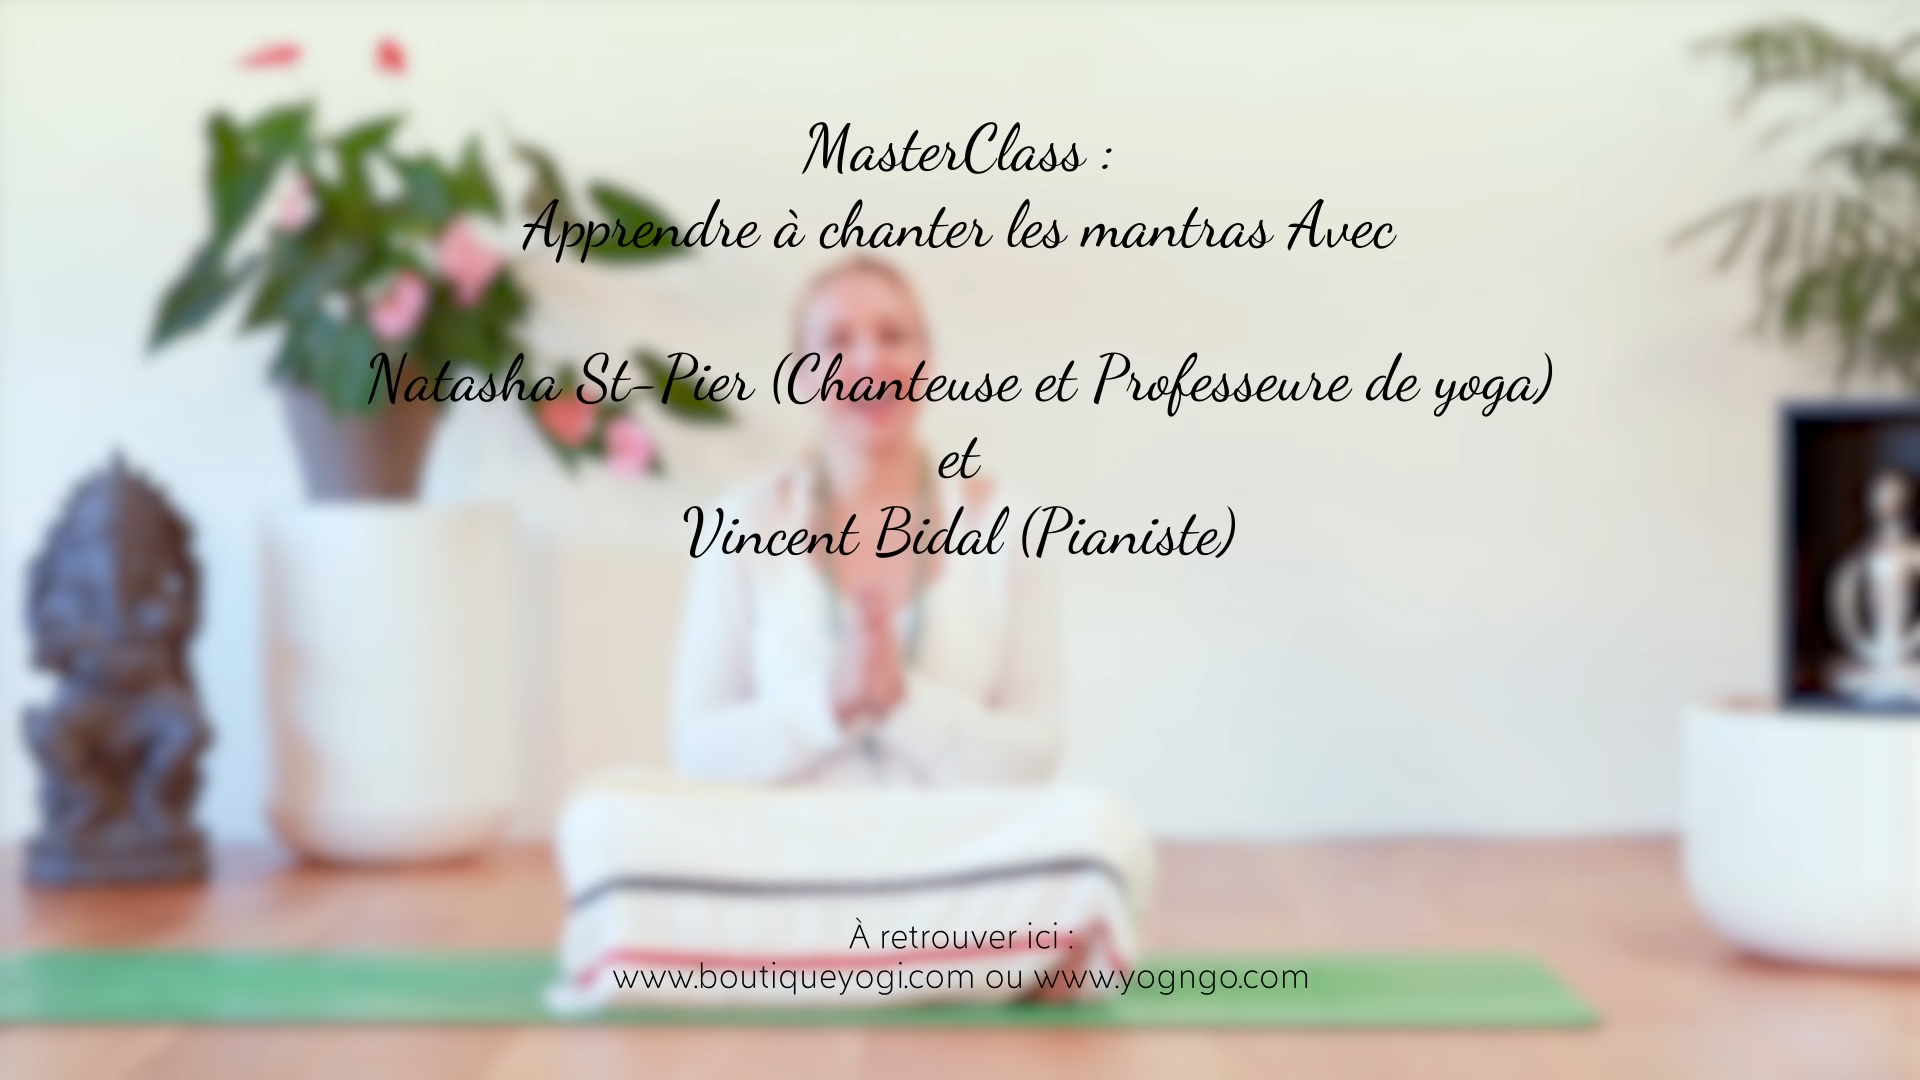 MasterClass :
Apprendre à chanter les mantras Avec
Natasha St-Pier (Chanteuse et Professeure de yoga)
et
Vincent Bidal (Pianiste)
À retrouver ici :
www.boutiqueyogi.com ou www.yogngo.com